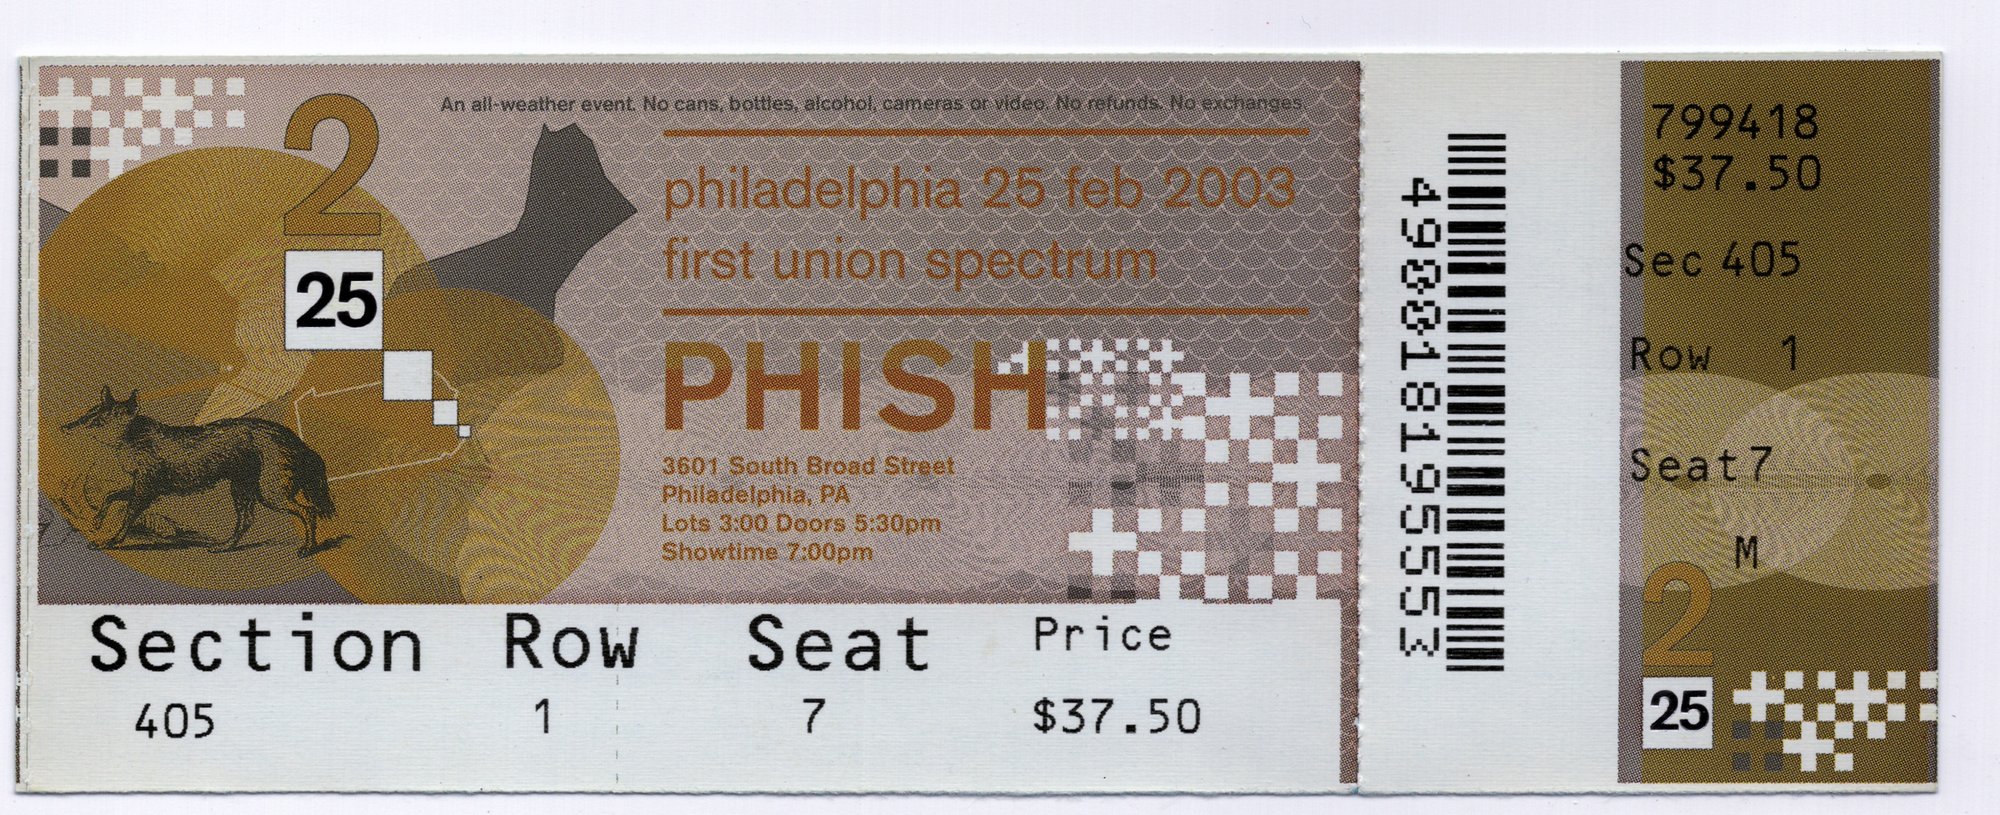 An all-weather event. No cans, bottles, alcohol, cameras or video. No refunds. No exchanges.
2
25
philadelphia 25 feb 2003
first union spectrum
PHISH
3601 South Broad Street
Philadelphia, PA
Lots 3:00 Doors 5:30pm
Showtime 7:00pm
Section Row Seat Price
405 1 7 $37.50
490018195553
799418
$37.50
Sec 405
Row 1
Seat7
M
2
25